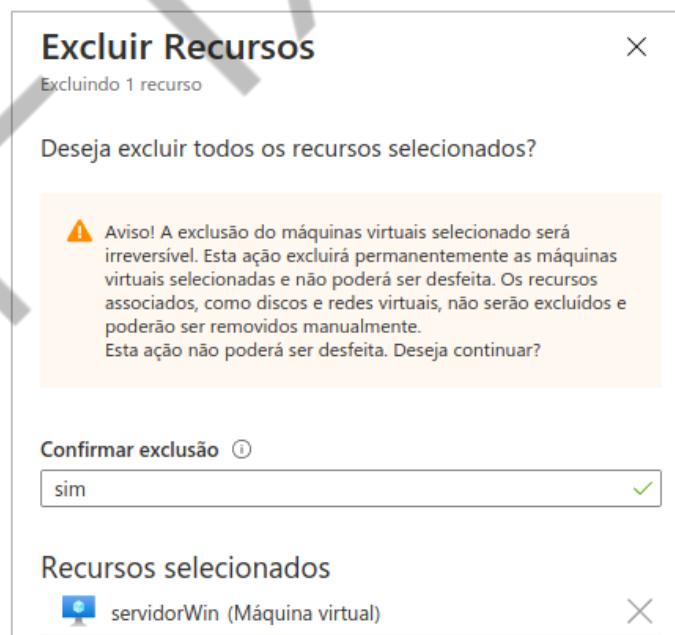 Excluir Recursos
Excluindo 1 recurso
Deseja excluir todos os recursos selecionados?
Aviso! A exclusão do máquinas virtuais selecionado será
irreversível. Esta ação excluirá permanentemente as máquinas
virtuais selecionadas e não poderá ser desfeita. Os recursos
associados, como discos e redes virtuais, não serão excluídos e
poderão ser removidos manualmente.
Esta ação não poderá ser desfeita. Deseja continuar?
Confirmar exclusão
sim
Recursos selecionados
servidorWin (Máquina virtual)